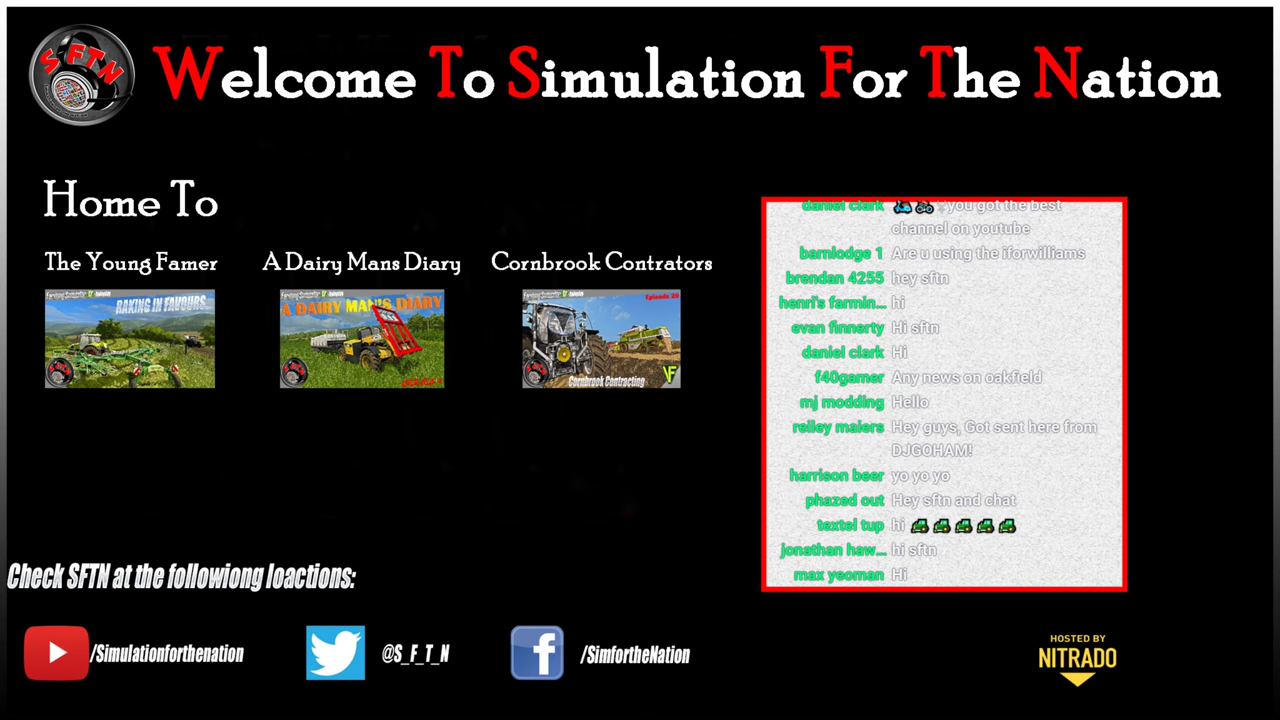 SFTN
Welcome To Simulation For The Nation
Home To
The Young Famer
A Dairy Mans Diary
Cornbrook Contrators
RAKING IN FAVOURS
A DAIRY MAN'S DIARY
Episode 20
Cornbrook Contracting
daniel clark you got the best
channel on youtube
barnlodge 1 Are u using the iforwilliams
brendan 4255 hey sftn
henri's farmin... hi
evan finnerty Hi sftn
daniel clark Hi
f40gamer Any news on oakfield
mj modding Hello
reiley maiers Hey guys, Got sent here from
DJGOHAM!
harrison beer yo yo yo
phazed out Hey sftn and chat
textel tup hi
jonathan haw... hi sftn
max yeoman Hi
Check SFTN at the followiong loactions:
/Simulationforthenation
@S_F_T_N
/SimfortheNation
HOSTED BY
NITRADO